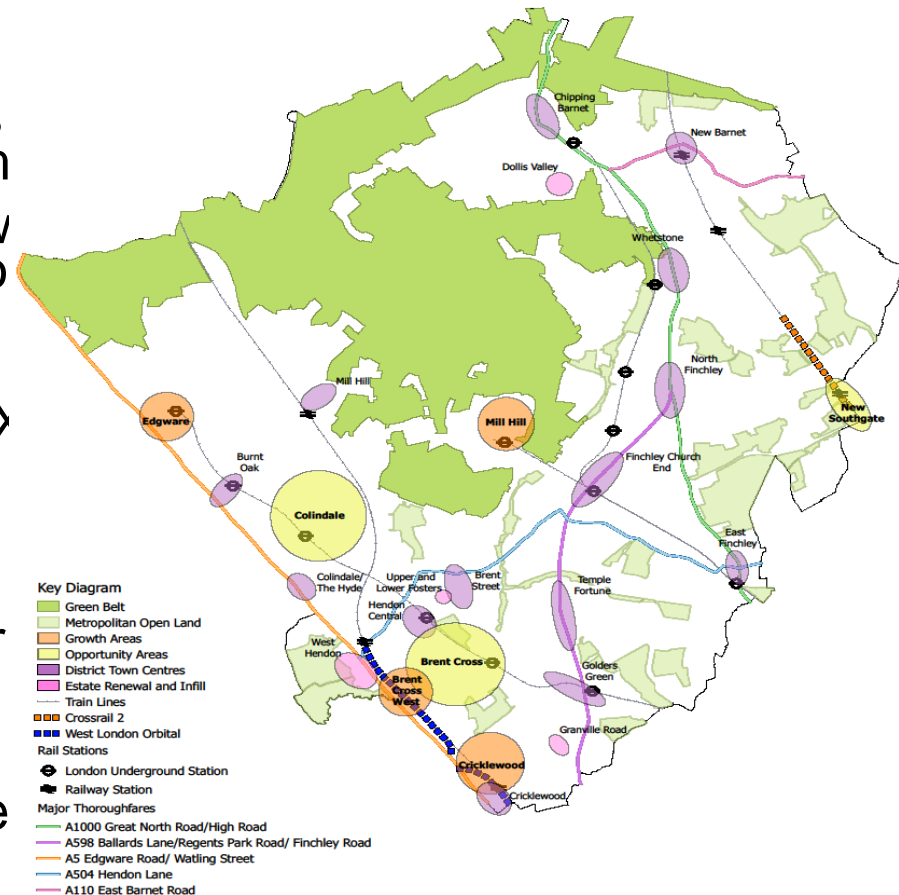 n
w
o
x
r
e
Chipping
Barnet
New Barnet
Dollis Valley
Whetstone
North
Finchley
New
Southgate
Mill Hill
Edgware
Mill Hill
Burnt
Oak
Finchley Church
End
Colindale
East
Finchley
Colindale/
The Hyde
Upper and
Lower Fosters
Brent
Street
Temple
Fortune
Hendon
Central
West
Hendon
Brent Cross
Brent
Cross
West
Golders
Green
Granville Road
Cricklewood
Cricklewood
Key Diagram
Green Belt
Metropolitan Open Land
Growth Areas
Opportunity Areas
District Town Centres
Estate Renewal and Infill
Train Lines
Crossrail 2
West London Orbital
Rail Stations
London Underground Station
Railway Station
Major Thoroughfares
A1000 Great North Road/High Road
A598 Ballards Lane/Regents Park Road/ Finchley Road
A5 Edgware Road/ Watling Street
A504 Hendon Lane
A110 East Barnet Road